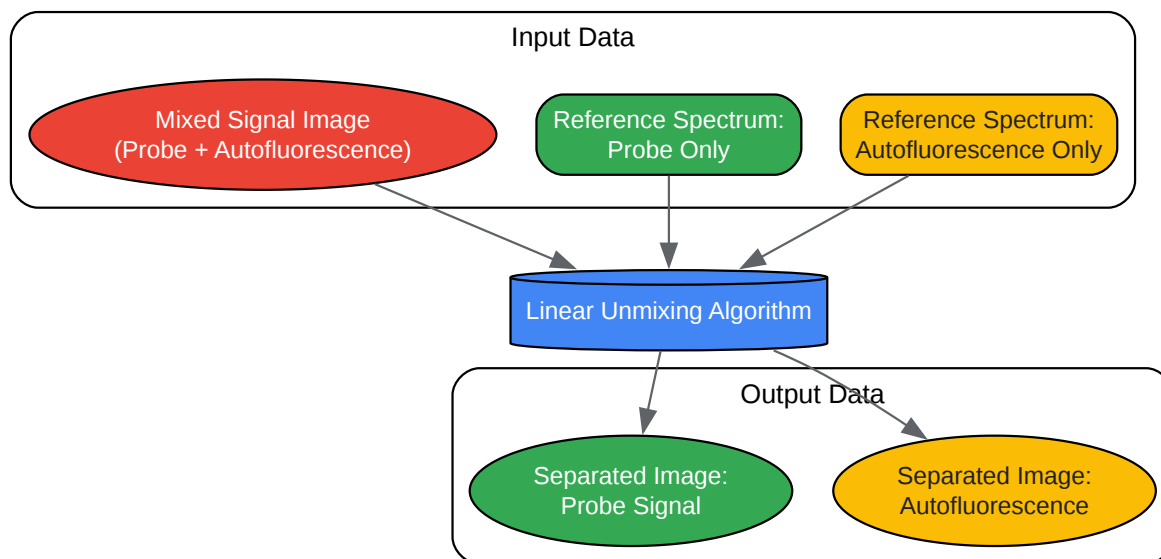 Input Data
Mixed Signal Image
(Probe + Autofluorescence)
Reference Spectrum:
Probe Only
Reference Spectrum:
Autofluorescence Only
Linear Unmixing Algorithm
Output Data
Separated Image:
Probe Signal
Separated Image:
Autofluorescence